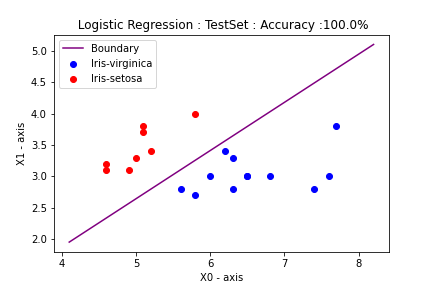 Logistic Regression : TestSet : Accuracy :100.0%
Boundary
Iris-virginica
Iris-setosa
5.0
4.5
4.0
3.5
3.0
2.5
2.0
X1 - axis
4
5
6
7
8
X0 - axis